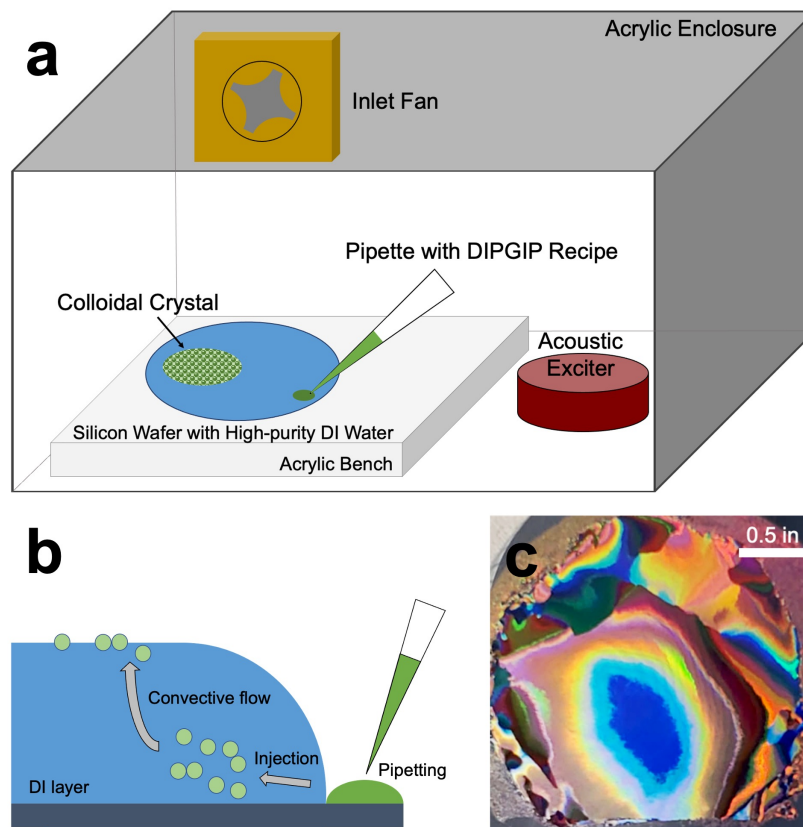 a
Acrylic Enclosure
Inlet Fan
Pipette with DIPGIP Recipe
Colloidal Crystal
Acoustic
Exciter
Silicon Wafer with High-purity DI Water
Acrylic Bench
b
Convective flow
Injection
Pipetting
DI layer
c
0.5 in